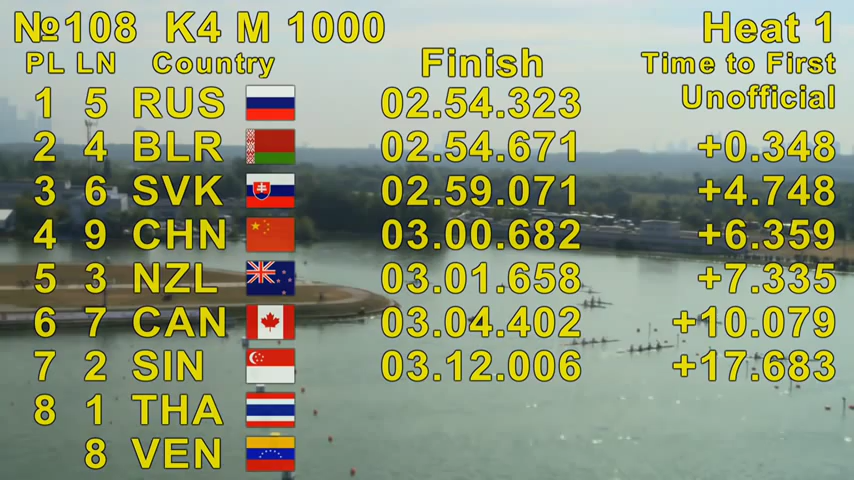 №108 K4 M 1000 Heat 1
PL LN Country Finish Time to First
1 5 RUS 02.54.323 Unofficial
2 4 BLR 02.54.671 +0.348
3 6 SVK 02.59.071 +4.748
4 9 CHN 03.00.682 +6.359
5 3 NZL 03.01.658 +7.335
6 7 CAN 03.04.402 +10.079
7 2 SIN 03.12.006 +17.683
8 1 THA
8 VEN